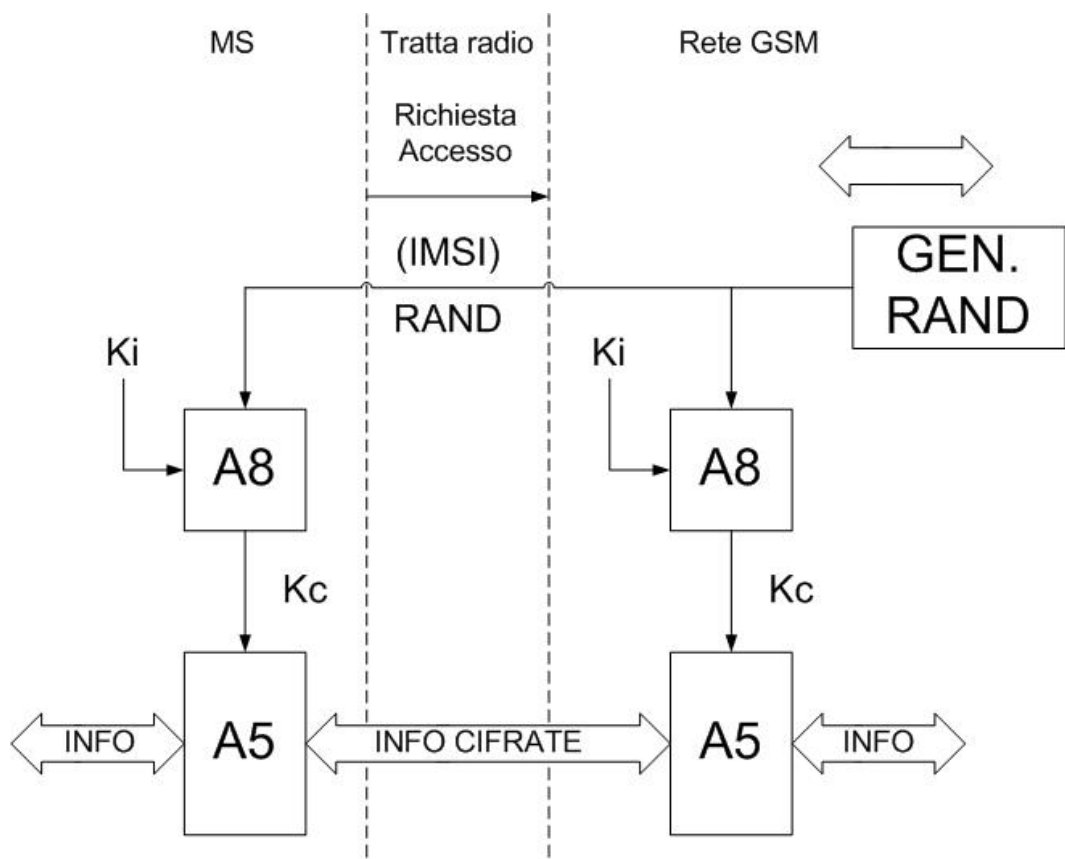 MS
Tratta radio
Rete GSM
Richiesta
Accesso
(IMSI)
RAND
GEN.
RAND
Ki
Ki
A8
A8
Kc
Kc
INFO
A5
INFO CIFRATE
A5
INFO